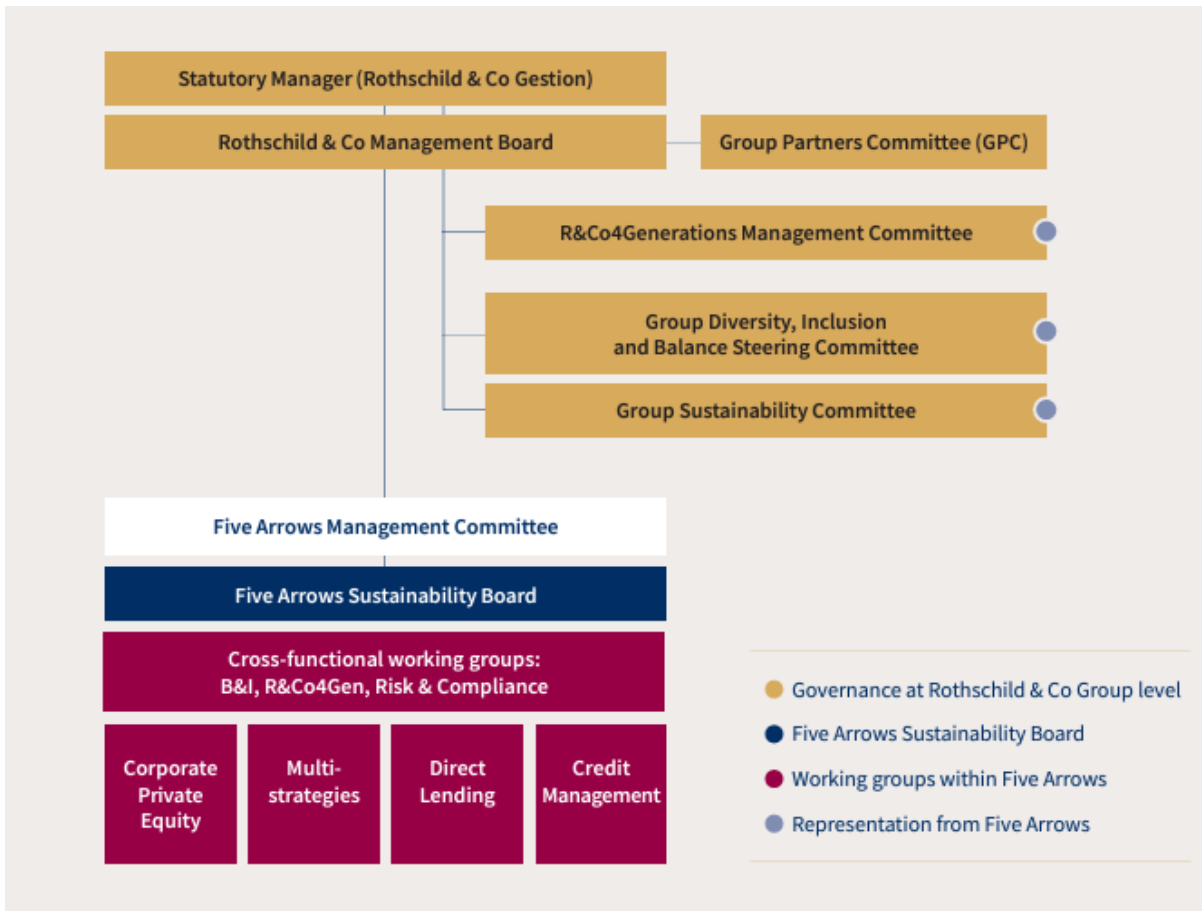 Statutory Manager (Rothschild & Co Gestion)
Rothschild & Co Management Board
Group Partners Committee (GPC)
R&Co4Generations Management Committee
Group Diversity, Inclusion
and Balance Steering Committee
Group Sustainability Committee
Five Arrows Management Committee
Five Arrows Sustainability Board
Cross-functional working groups:
B&I, R&Co4Gen, Risk & Compliance
Corporate
Private
Equity
Multi-
strategies
Direct
Lending
Credit
Management
Governance at Rothschild & Co Group level
Five Arrows Sustainability Board
Working groups within Five Arrows
Representation from Five Arrows